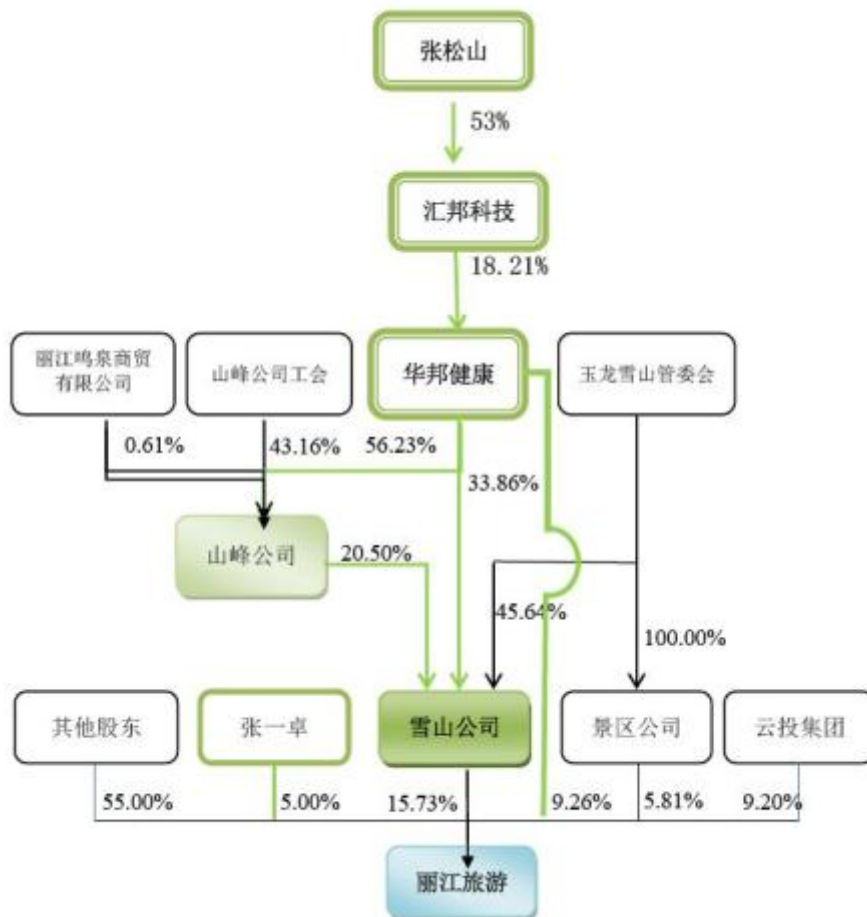 张松山
53%
汇邦科技
18.21%
丽江鸣泉商贸
有限公司
山峰公司工会
华邦健康
玉龙雪山管委会
0.61%
43.16%
56.23%
33.86%
山峰公司
20.50%
45.64%
100.00%
其他股东
张一卓
雪山公司
景区公司
云投集团
55.00%
5.00%
15.73%
9.26%
5.81%
9.20%
丽江旅游